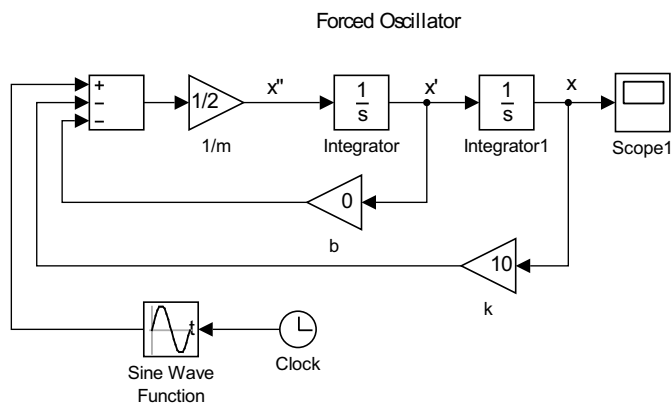 Forced Oscillator
+
−
−
1/2
1/m
x''
1
s
Integrator
x'
1
s
Integrator1
x
Scope1
0
b
10
k
t
Sine Wave
Function
Clock